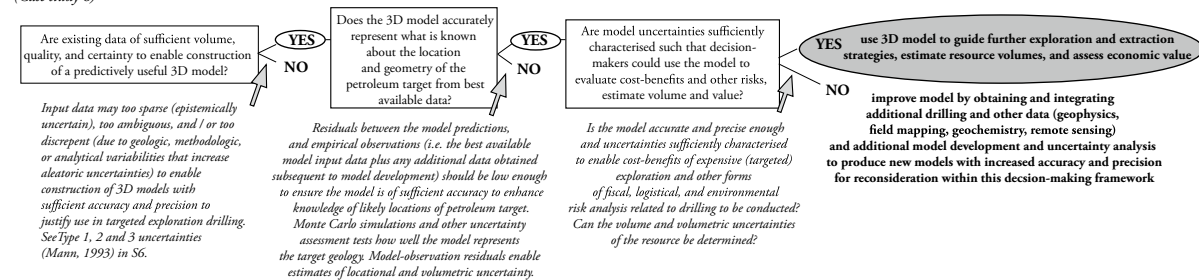 Are existing data of sufficient volume,
quality, and certainty to enable construction
of a predictively useful 3D model?
YES
NO
Input data may too sparse (epistemically
uncertain), too ambiguous, and / or too
discrepent (due to geologic, methodologic,
or analytical variabilities that increase
aleatoric uncertainties) to enable
construction of 3D models with
sufficient accuracy and precision to
justify use in targeted exploration drilling.
SeeType 1, 2 and 3 uncertainties
(Mann, 1993) in S6.
Does the 3D model accurately
represent what is known
about the location
and geometry of the
petroleum target from best
available data?
YES
NO
Residuals between the model predictions,
and empirical observations (i.e. the best available
model input data plus any additional data obtained
subsequent to model development) should be low enough
to ensure the model is of sufficient accuracy to enhance
knowledge of likely locations of petroleum target.
Monte Carlo simulations and other uncertainty
assessment tests how well the model represents
the target geology. Model-observation residuals enable
estimates of locational and volumetric uncertainty.
Are model uncertainties sufficiently
characterised such that decision-
makers could use the model to
evaluate cost-benefits and other risks,
estimate volume and value?
YES
NO
Is the model accurate and precise enough
and uncertainties sufficiently characterised
to enable cost-benefits of expensive (targeted)
exploration and other forms
of fiscal, logistical, and environmental
risk analysis related to drilling to be conducted?
Can the volume and volumetric uncertainties
of the resource be determined?
use 3D model to guide further exploration and extraction
strategies, estimate resource volumes, and assess economic value
improve model by obtaining and integrating
additional drilling and other data (geophysics,
field mapping, geochemistry, remote sensing)
and additional model development and uncertainty analysis
to produce new models with increased accuracy and precision
for reconsideration within this decsion-making framework